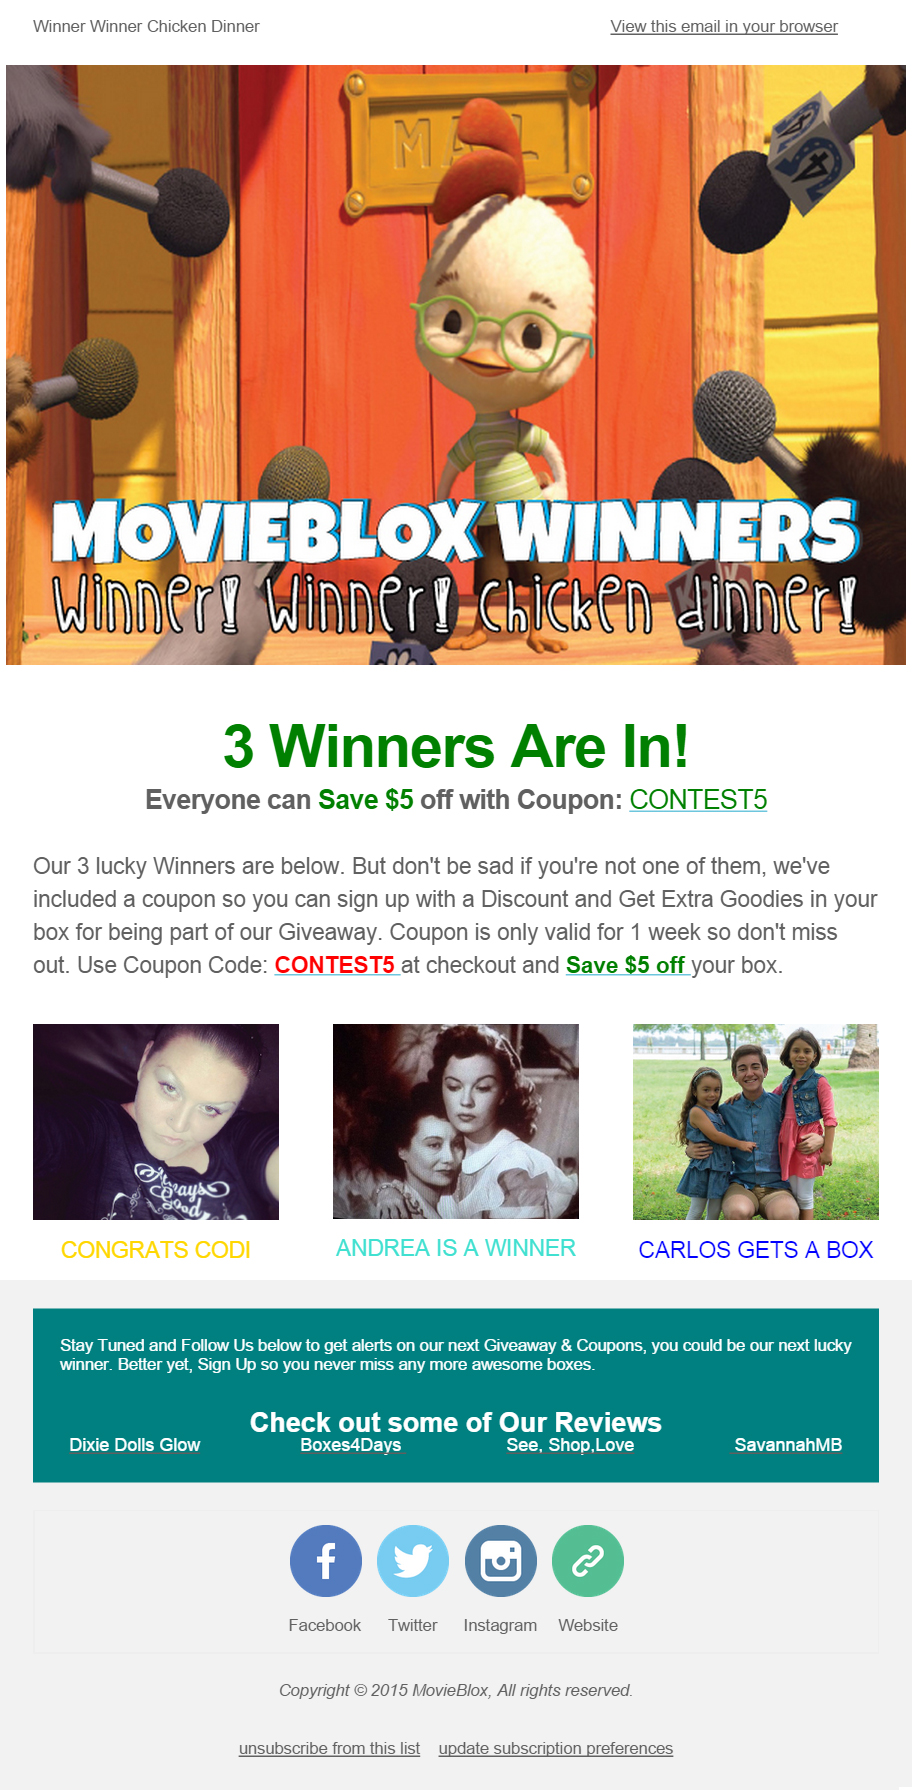 Winner Winner Chicken Dinner
View this email in your browser
MAIL
MOVIEBLOX WINNERS
Winner! Winner! chicken dinner!
3 Winners Are In!
Everyone can Save $5 off with Coupon: CONTEST5
Our 3 lucky Winners are below. But don't be sad if you're not one of them, we've
included a coupon so you can sign up with a Discount and Get Extra Goodies in your
box for being part of our Giveaway. Coupon is only valid for 1 week so don't miss
out. Use Coupon Code: CONTEST5 at checkout and Save $5 off your box.
Always
Good
CONGRATS CODI
ANDREA IS A WINNER
CARLOS GETS A BOX
Stay Tuned and Follow Us below to get alerts on our next Giveaway & Coupons, you could be our next lucky
winner. Better yet, Sign Up so you never miss any more awesome boxes.
Check out some of Our Reviews
Dixie Dolls Glow
Boxes4Days
See, Shop,Love
SavannahMB
Facebook
Twitter
Instagram
Website
Copyright © 2015 MovieBlox, All rights reserved.
unsubscribe from this list
update subscription preferences